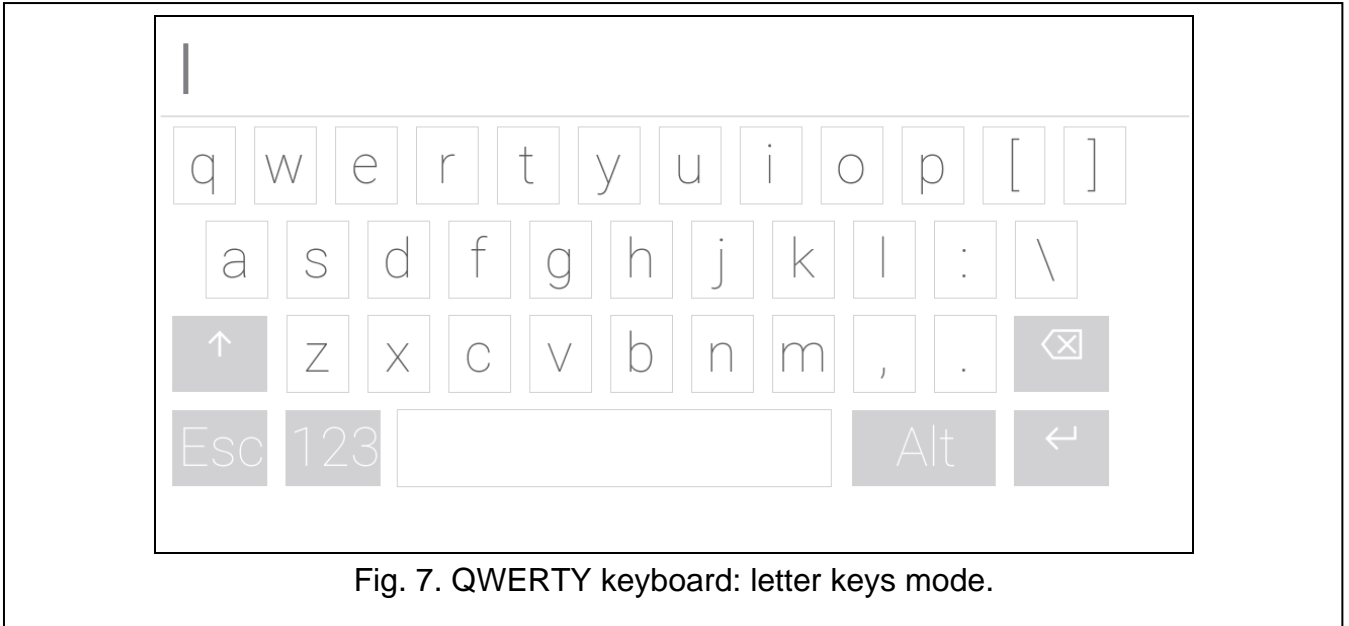 q w e r t y u i o p [ ]
a s d f g h j k l : \
↑ z x c v b n m , . ⌫
Esc 123 Alt ↵
Fig. 7. QWERTY keyboard: letter keys mode.